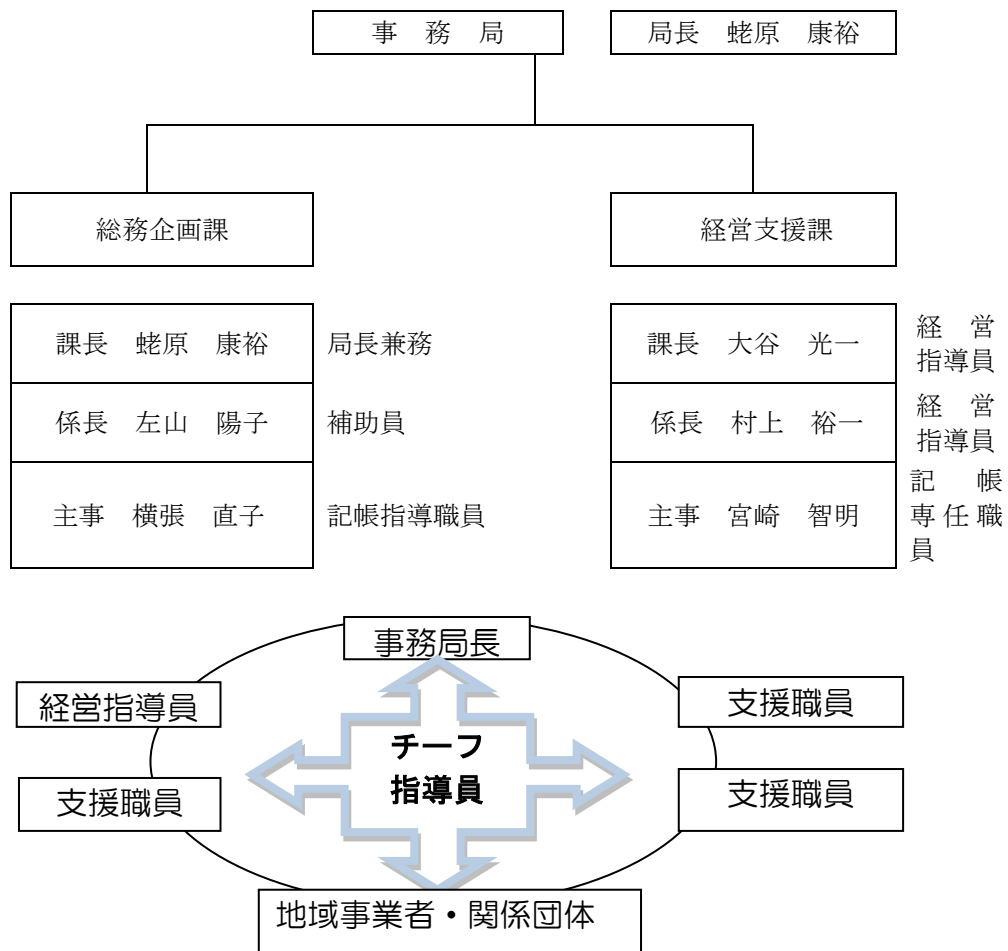 事 務 局
局長 蛯原 康裕
総務企画課
経営支援課
課長 蛯原 康裕
局長兼務
課長 大谷 光一
経 営
指導員
係長 左山 陽子
補助員
係長 村上 裕一
経 営
指導員
主事 横張 直子
記帳指導職員
主事 宮崎 智明
記 帳
専任職
員
事務局長
経営指導員
支援職員
チーフ
指導員
支援職員
支援職員
地域事業者・関係団体